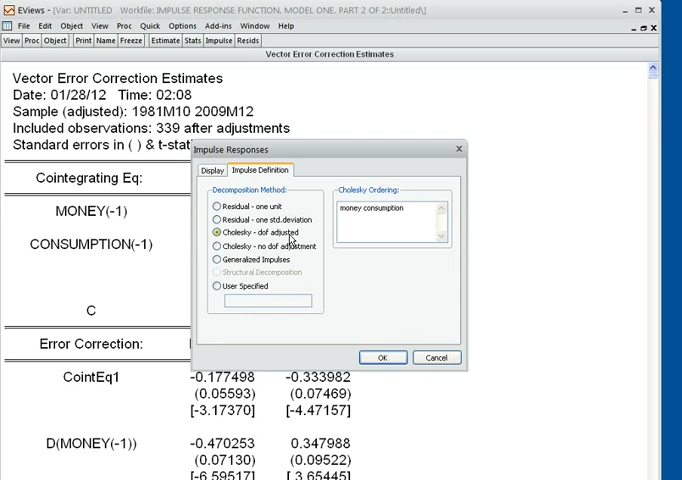 EViews - [Var: UNTITLED   Workfile: IMPULSE RESPONSE FUNCTION. MODEL ONE. PART 2 OF 2::Untitled\]
File Edit Object View Proc Quick Options Add-ins Window Help
View Proc Object Print Name Freeze Estimate Stats Impulse Resids
Vector Error Correction Estimates
Vector Error Correction Estimates
Date: 01/28/12   Time: 02:08
Sample (adjusted): 1981M10 2009M12
Included observations: 339 after adjustments
Standard errors in ( ) & t-stat
Cointegrating Eq:
MONEY(-1)
CONSUMPTION(-1)
C
Error Correction:
CointEq1 -0.177498 -0.333982
(0.05593) (0.07469)
[-3.17370] [-4.47157]
D(MONEY(-1)) -0.470253 0.347988
(0.07130) (0.09522)
[-6.59517] [ 3.65445]
Impulse Responses
Display Impulse Definition
Decomposition Method:
Residual - one unit
Residual - one std.deviation
Cholesky - dof adjusted
Cholesky - no dof adjustment
Generalized Impulses
Structural Decomposition
User Specified
Cholesky Ordering:
money consumption
OK Cancel